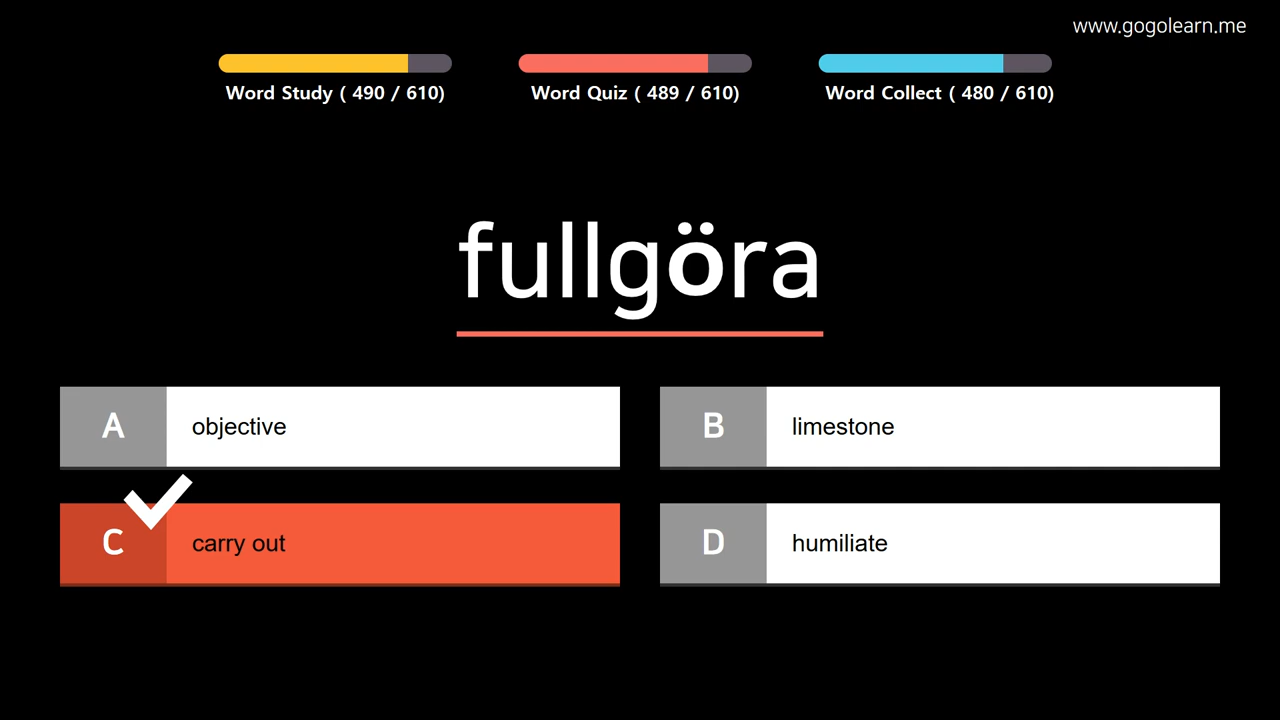 www.gogolearn.me
Word Study ( 490 / 610)
Word Quiz ( 489 / 610)
Word Collect ( 480 / 610)
fullgöra
A objective
B limestone
C carry out
D humiliate